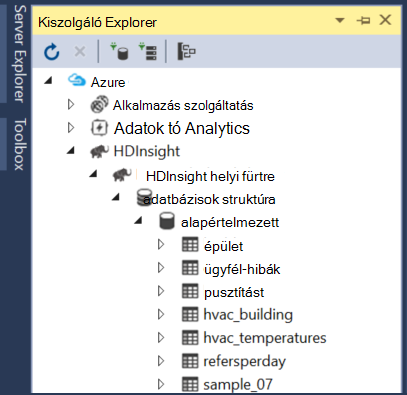 Server Explorer
Toolbox
Kiszolgáló Explorer
Azure
Alkalmazás szolgáltatás
Adatok tó Analytics
HDInsight
HDInsight helyi fürtre
adatbázisok struktúra
alapértelmezett
épület
ügyfél-hibák
pusztítást
hvac_building
hvac_temperatures
refersperday
sample_07